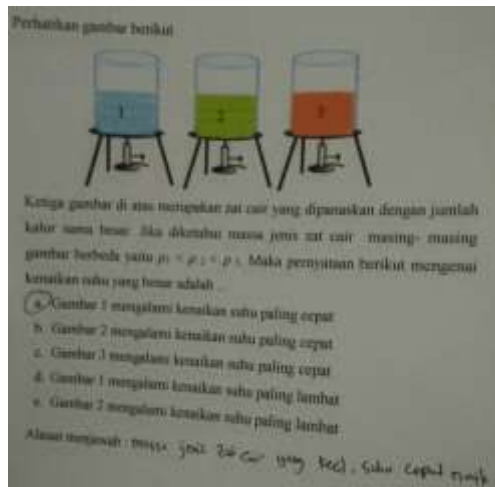 Perhatikan gambar berikut
1
2
3
Ketiga gambar di atas merupakan zat cair yang dipanaskan dengan jumlah
kalor sama besar. Jika diketahui massa jenis zat cair masing- masing
gambar berbeda yaitu ρ₁ < ρ₂ < ρ₃. Maka pernyataan berikut mengenai
kenaikan suhu yang benar adalah ...
a. Gambar 1 mengalami kenaikan suhu paling cepat
b. Gambar 2 mengalami kenaikan suhu paling cepat
c. Gambar 3 mengalami kenaikan suhu paling cepat
d. Gambar 1 mengalami kenaikan suhu paling lambat
e. Gambar 2 mengalami kenaikan suhu paling lambat
Alasan menjawab : massa jenis zat cair yang kecil, suhu cepat naik